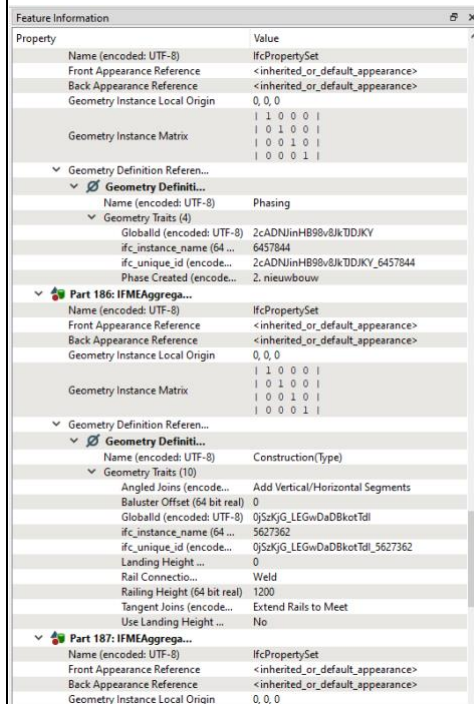 Feature Information
Property Value
Name (encoded: UTF-8) IfcPropertySet
Front Appearance Reference <inherited_or_default_appearance>
Back Appearance Reference <inherited_or_default_appearance>
Geometry Instance Local Origin 0, 0, 0
| 1 0 0 0 |
| 0 1 0 0 |
Geometry Instance Matrix
| 0 0 1 0 |
| 0 0 0 1 |
Geometry Definition Referen...
Geometry Definiti...
Name (encoded: UTF-8) Phasing
Geometry Traits (4)
GlobalId (encoded: UTF-8) 2cADNJinHB98v8JkTJDJKY
ifc_instance_name (64 ... 6457844
ifc_unique_id (encode... 2cADNJinHB98v8JkTJDJKY_6457844
Phase Created (encode... 2. nieuwbouw
Part 186: IFMEAggrega...
Name (encoded: UTF-8) IfcPropertySet
Front Appearance Reference <inherited_or_default_appearance>
Back Appearance Reference <inherited_or_default_appearance>
Geometry Instance Local Origin 0, 0, 0
| 1 0 0 0 |
| 0 1 0 0 |
Geometry Instance Matrix
| 0 0 1 0 |
| 0 0 0 1 |
Geometry Definition Referen...
Geometry Definiti...
Name (encoded: UTF-8) Construction(Type)
Geometry Traits (10)
Angled Joins (encode... Add Vertical/Horizontal Segments
Baluster Offset (64 bit real) 0
GlobalId (encoded: UTF-8) 0jSzKjG_LEGwDaDBkotTdl
ifc_instance_name (64 ... 5627362
ifc_unique_id (encode... 0jSzKjG_LEGwDaDBkotTdl_5627362
Landing Height ... 0
Rail Connectio... Weld
Railing Height (64 bit real) 1200
Tangent Joins (encode... Extend Rails to Meet
Use Landing Height ... No
Part 187: IFMEAggrega...
Name (encoded: UTF-8) IfcPropertySet
Front Appearance Reference <inherited_or_default_appearance>
Back Appearance Reference <inherited_or_default_appearance>
Geometry Instance Local Origin 0, 0, 0